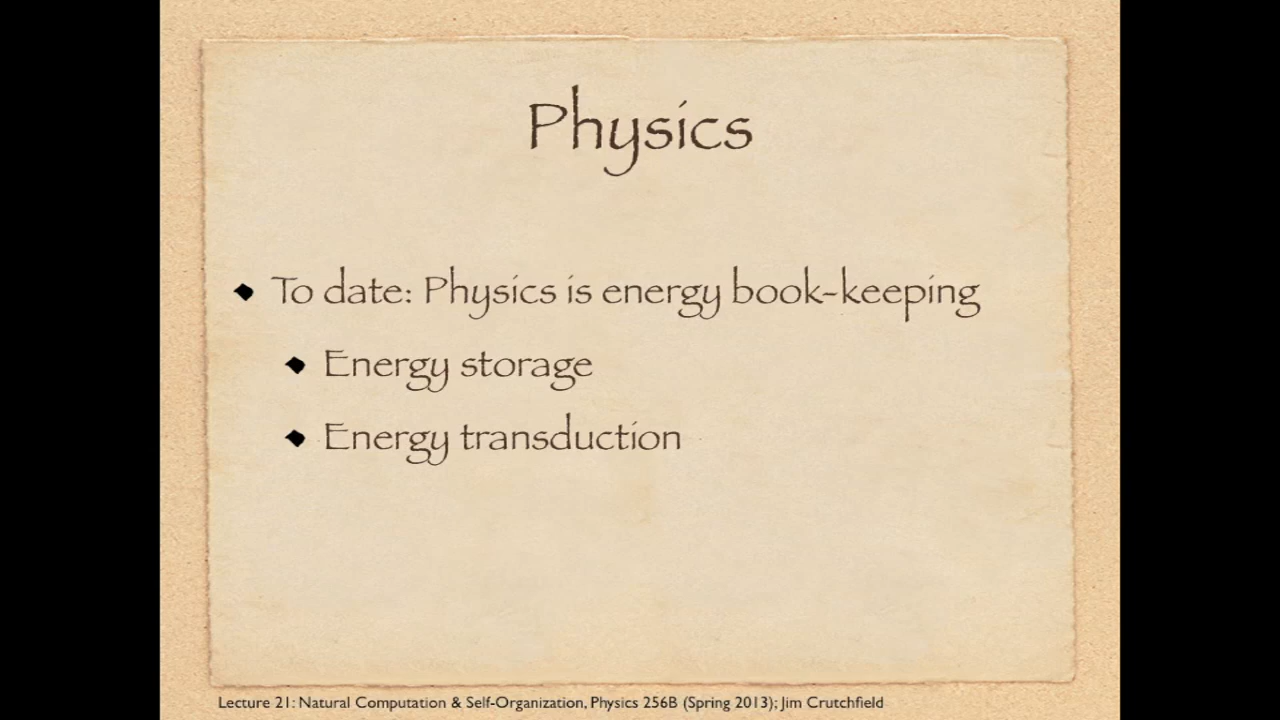 Physics
To date: Physics is energy book-keeping
Energy storage
Energy transduction
Lecture 21: Natural Computation & Self-Organization, Physics 256B (Spring 2013); Jim Crutchfield